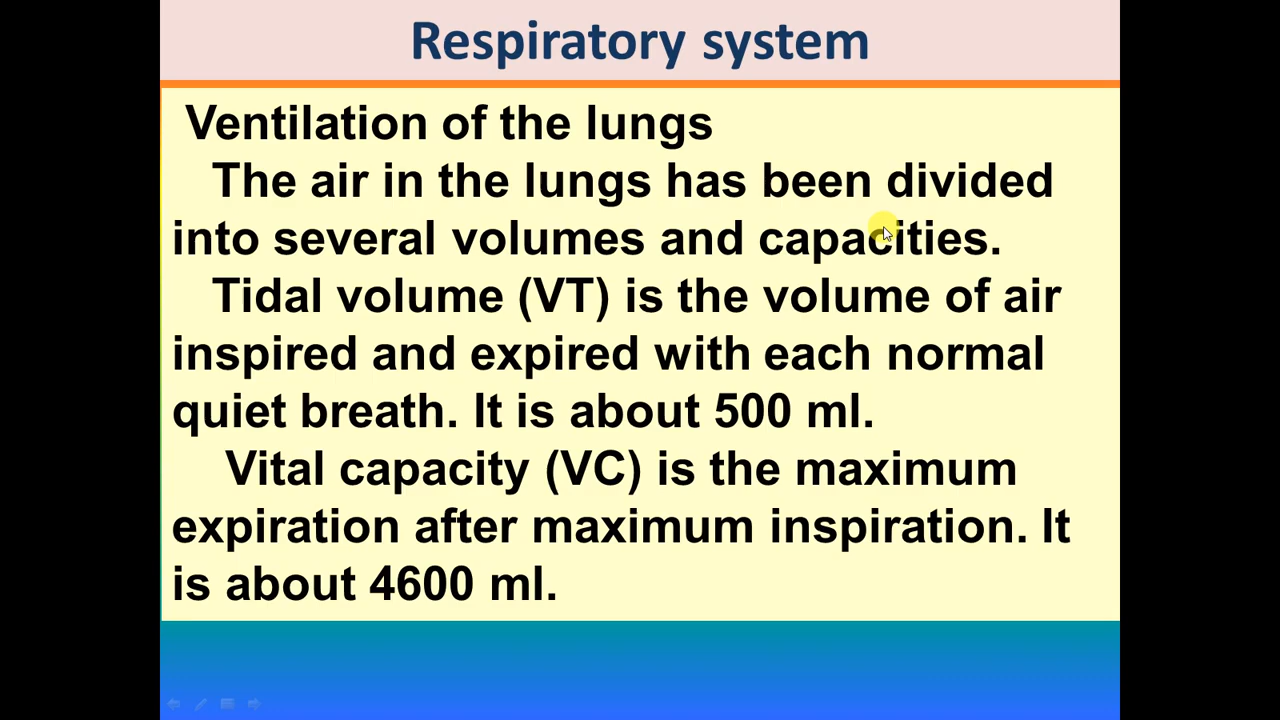 Respiratory system
Ventilation of the lungs
The air in the lungs has been divided
into several volumes and capacities.
Tidal volume (VT) is the volume of air
inspired and expired with each normal
quiet breath. It is about 500 ml.
Vital capacity (VC) is the maximum
expiration after maximum inspiration. It
is about 4600 ml.